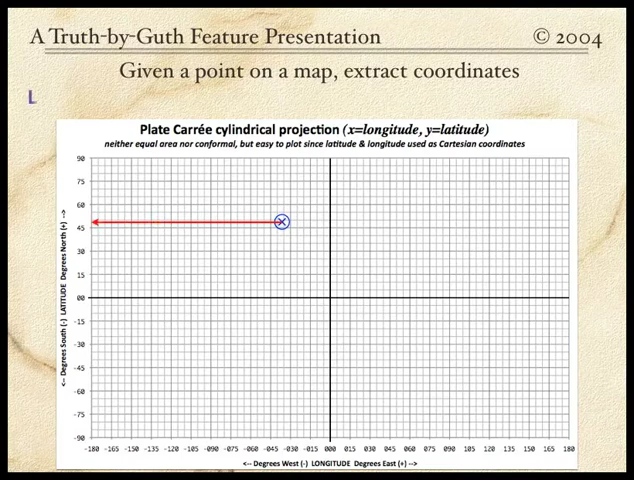 A Truth-by-Guth Feature Presentation © 2004
Given a point on a map, extract coordinates
L
Plate Carrée cylindrical projection (x=longitude, y=latitude)
neither equal area nor conformal, but easy to plot since latitude & longitude used as Cartesian coordinates
90
75
60
45
30
15
00
-15
-30
-45
-60
-75
-90
<-- Degrees South (-) LATITUDE Degrees North (+) -->
-180 -165 -150 -135 -120 -105 -090 -075 -060 -045 -030 -015 000 015 030 045 060 075 090 105 120 135 150 165 180
<-- Degrees West (-) LONGITUDE Degrees East (+) -->